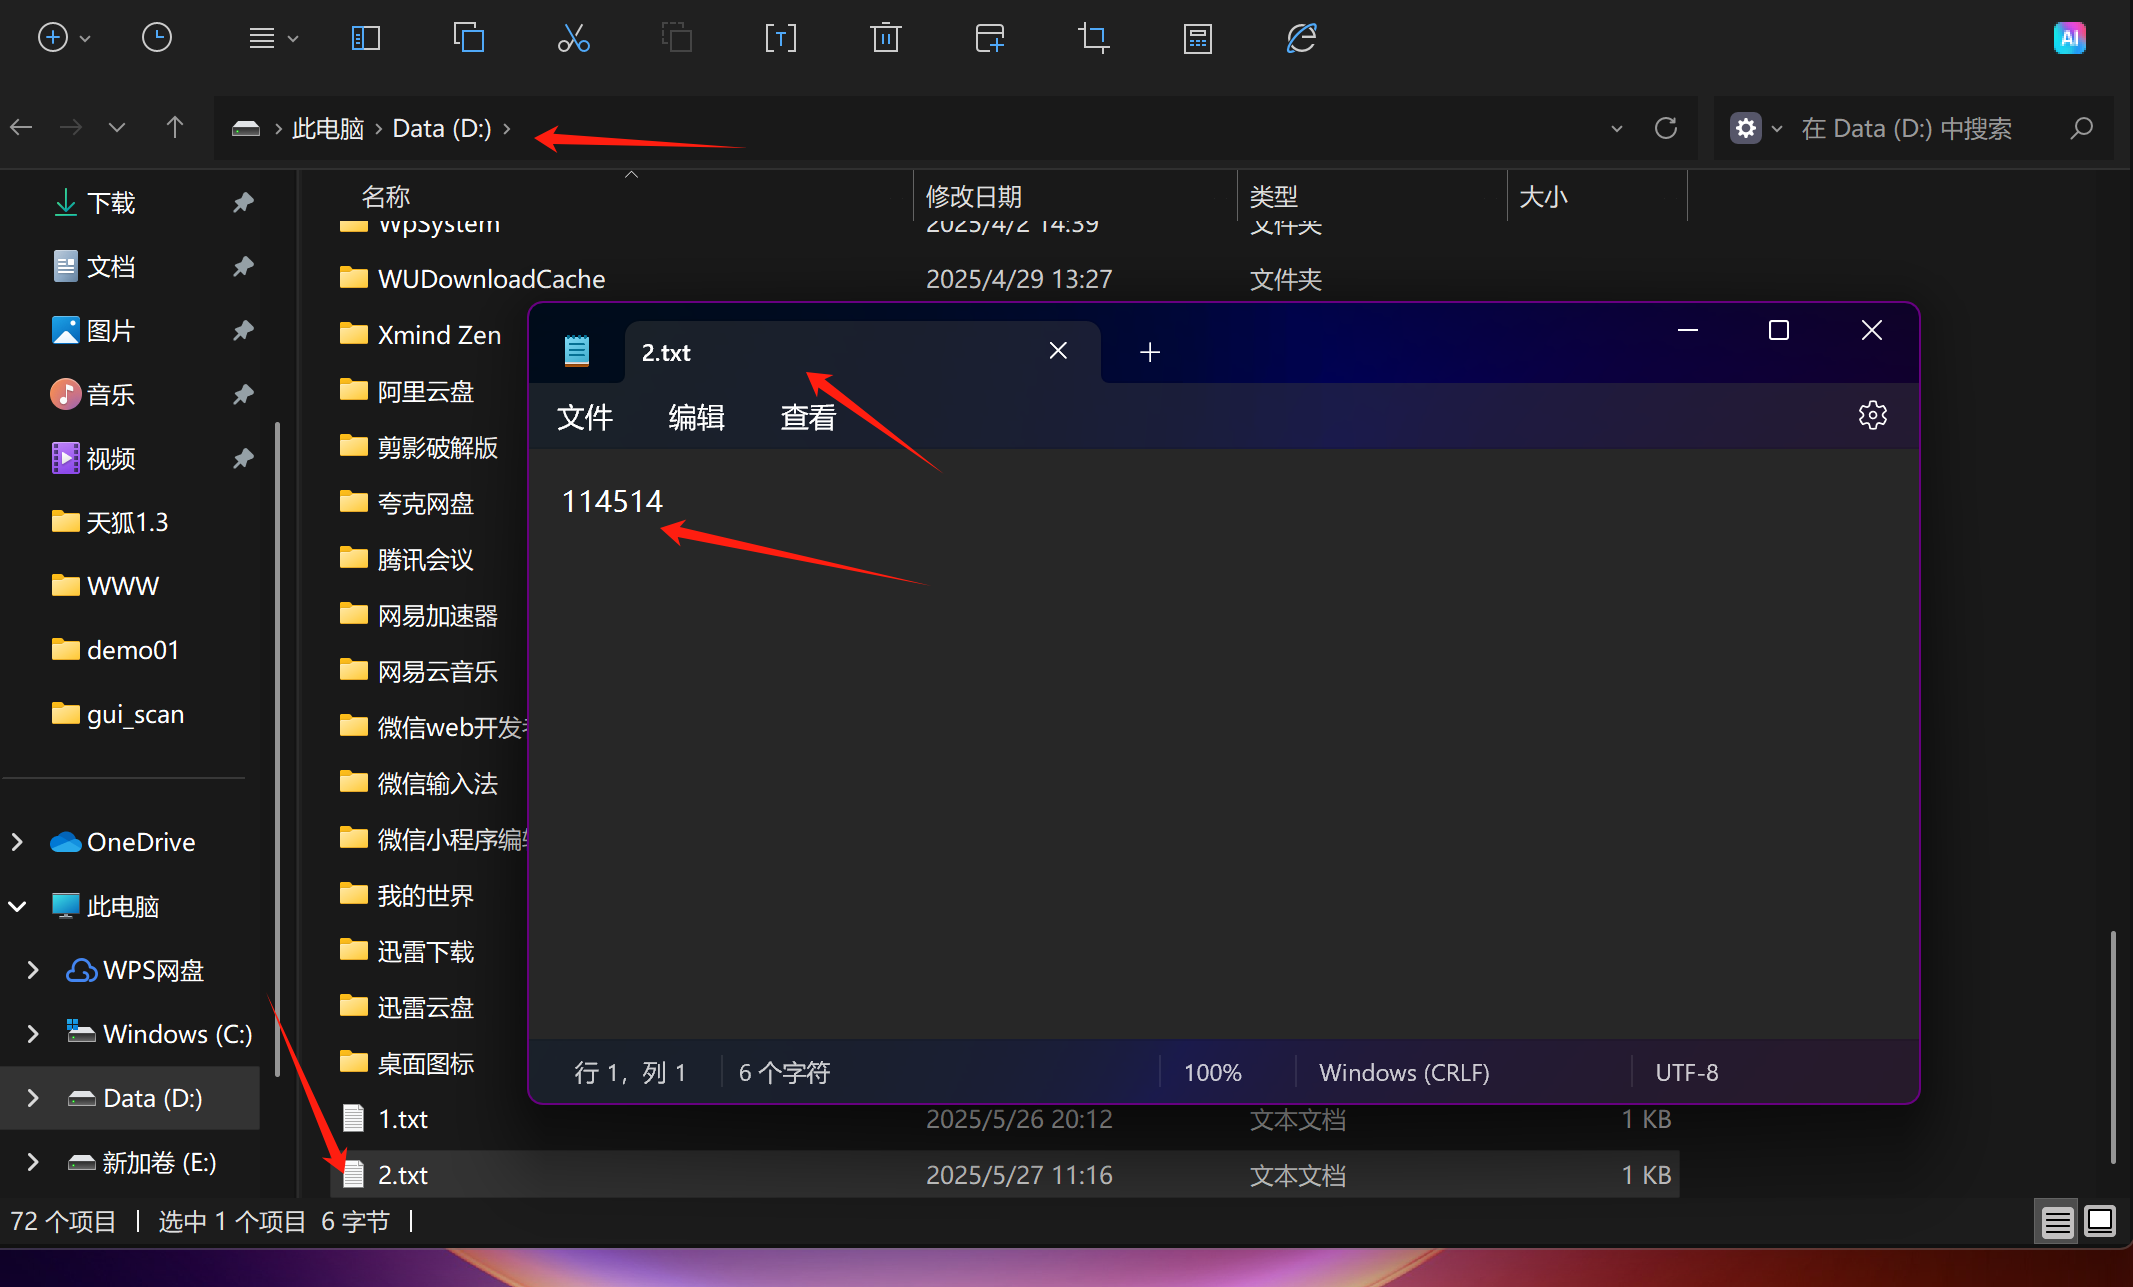 AI
此电脑 › Data (D:) ›
在 Data (D:) 中搜索
下载
文档
图片
音乐
视频
天狐1.3
WWW
demo01
gui_scan
OneDrive
此电脑
WPS网盘
Windows (C:)
Data (D:)
新加卷 (E:)
名称 修改日期 类型 大小
WpSystem 2025/4/2 14:39 文件夹
WUDownloadCache 2025/4/29 13:27 文件夹
Xmind Zen
阿里云盘
剪影破解版
夸克网盘
腾讯会议
网易加速器
网易云音乐
微信web开发
微信输入法
微信小程序编
我的世界
迅雷下载
迅雷云盘
桌面图标
1.txt 2025/5/26 20:12 文本文档 1 KB
2.txt 2025/5/27 11:16 文本文档 1 KB
2.txt
文件 编辑 查看
114514
行 1，列 1 6 个字符 100% Windows (CRLF) UTF-8
72 个项目 选中 1 个项目 6 字节